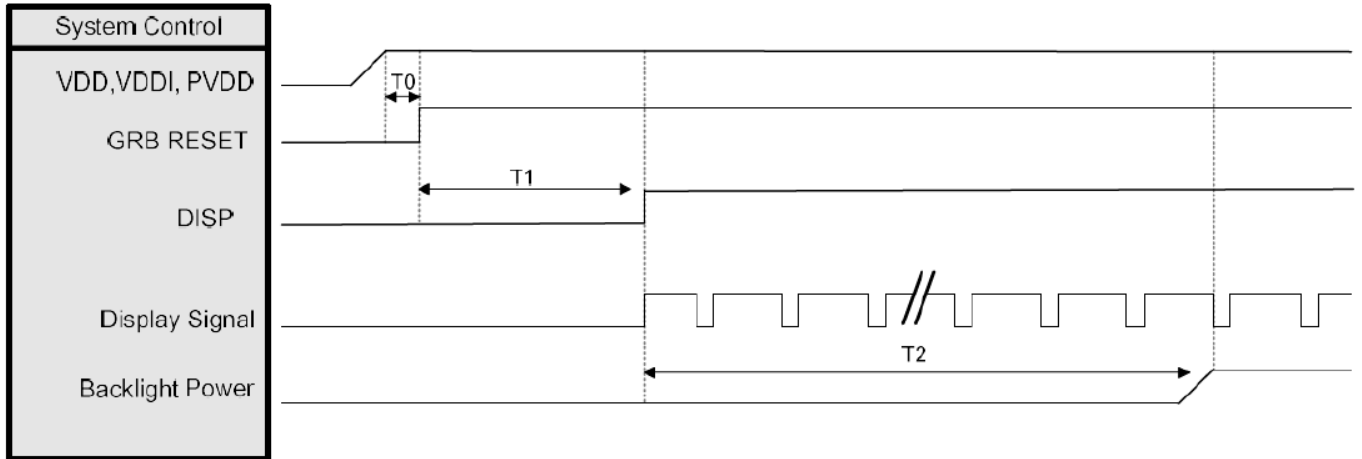 System Control
VDD,VDDI, PVDD
T0
GRB RESET
T1
DISP
Display Signal
T2
Backlight Power